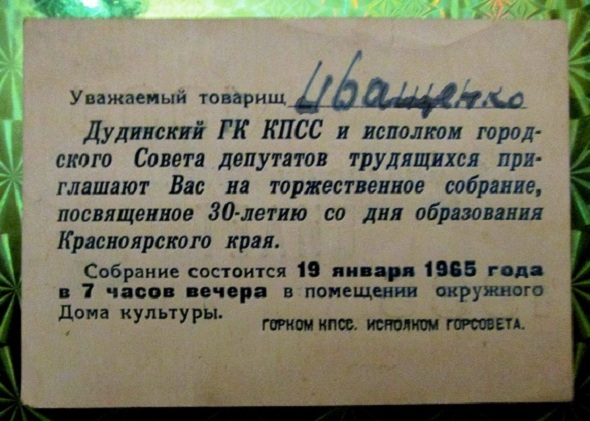 Уважаемый товарищ Иващенко
Дудинский ГК КПСС и исполком город-
ского Совета депутатов трудящихся при-
глашают Вас на торжественное собрание,
посвященное 30-летию со дня образования
Красноярского края.
Собрание состоится 19 января 1965 года
в 7 часов вечера в помещении окружного
Дома культуры.
ГОРКОМ КПСС. ИСПОЛКОМ ГОРСОВЕТА.